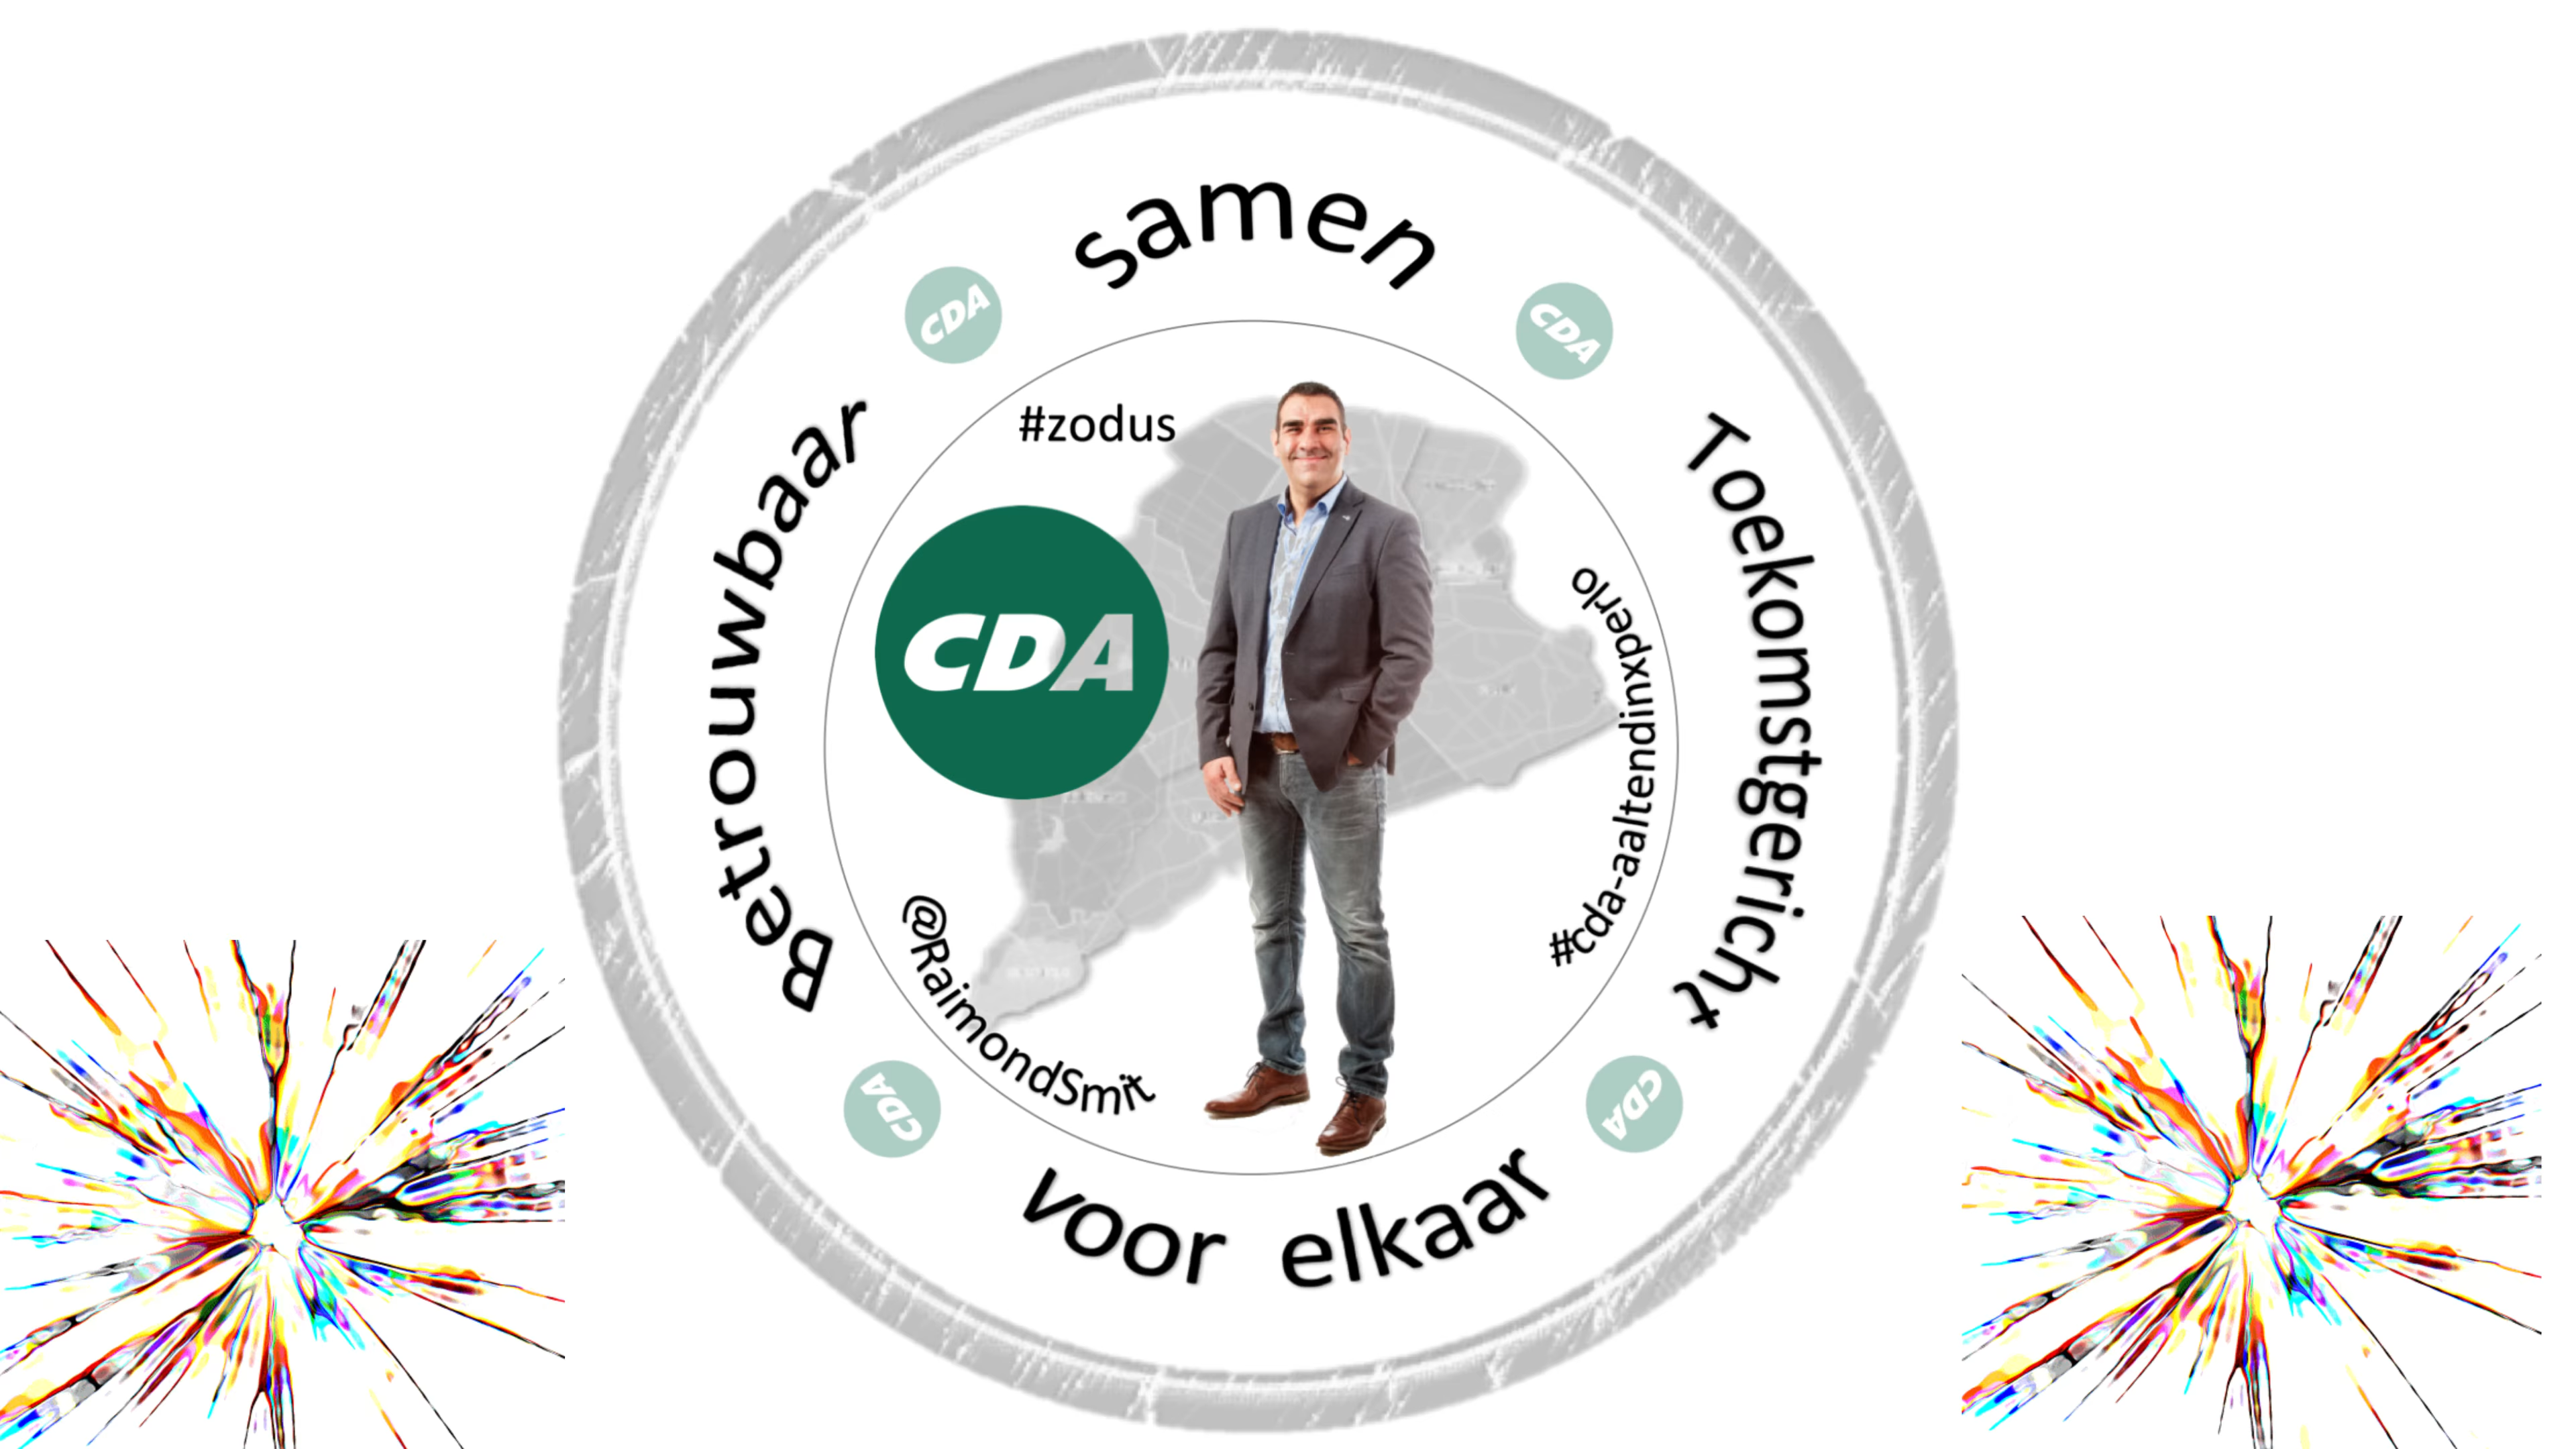 samen
CDA
CDA
Betrouwbaar
Toekomstgericht
#zodus
CDA
#cda-aaltendinxperlo
@RaimondSmit
CDA
CDA
voor elkaar